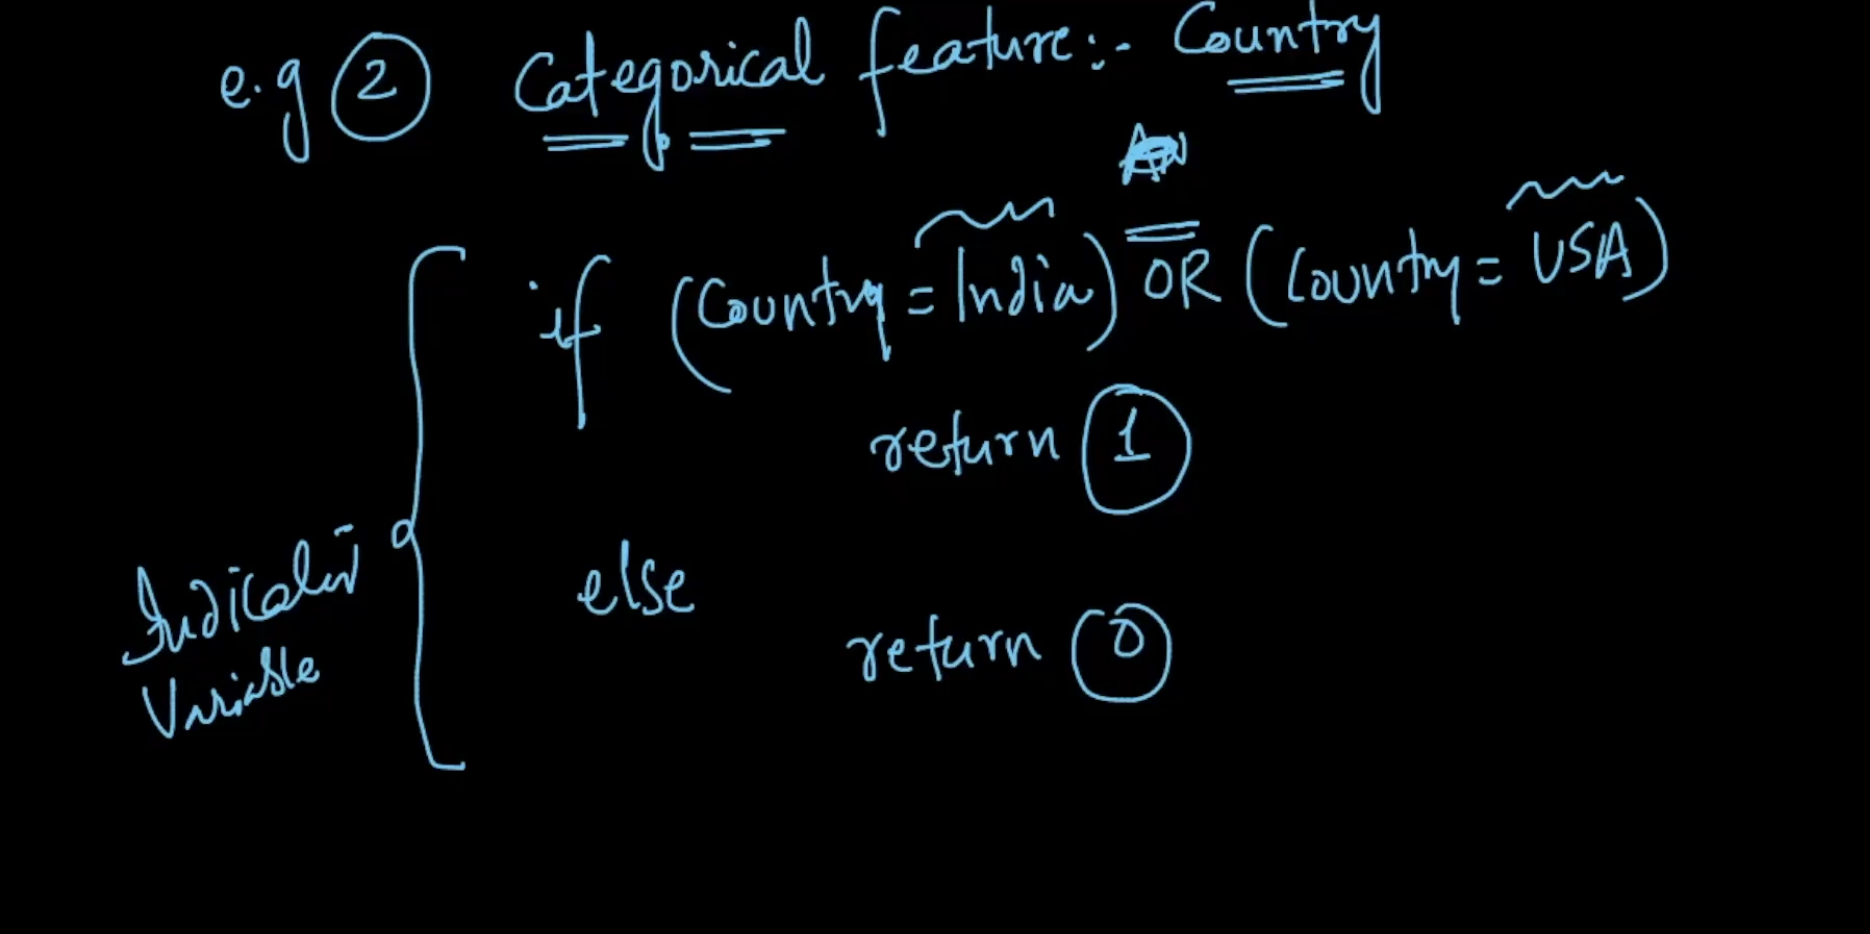 e.g 2 Categorical feature:- Country
if (Country = India) OR (Country = USA)
return 1
else
return 0
Indicator
Variable